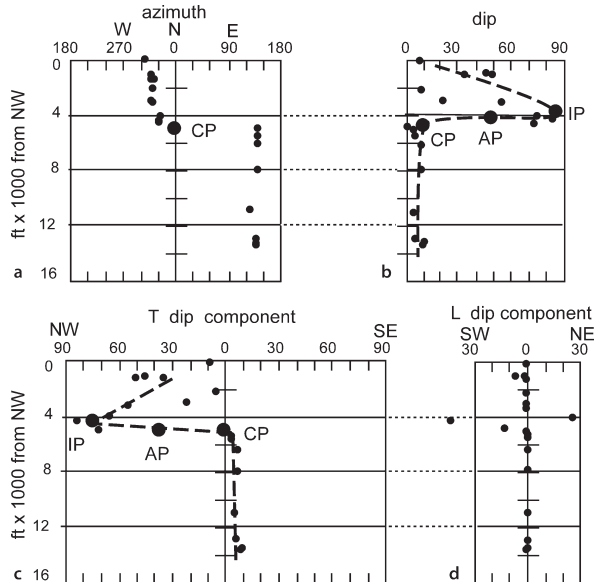 azimuth
W N E
180 270 0 90 180
0
4
8
12
16
ft x 1000 from NW
CP
a
dip
0 30 60 90
IP
AP
CP
b
T dip component
NW SE
90 60 30 0 30 60 90
0
4
8
12
16
ft x 1000 from NW
IP
AP
CP
c
L dip component
SW NE
30 0 30
d